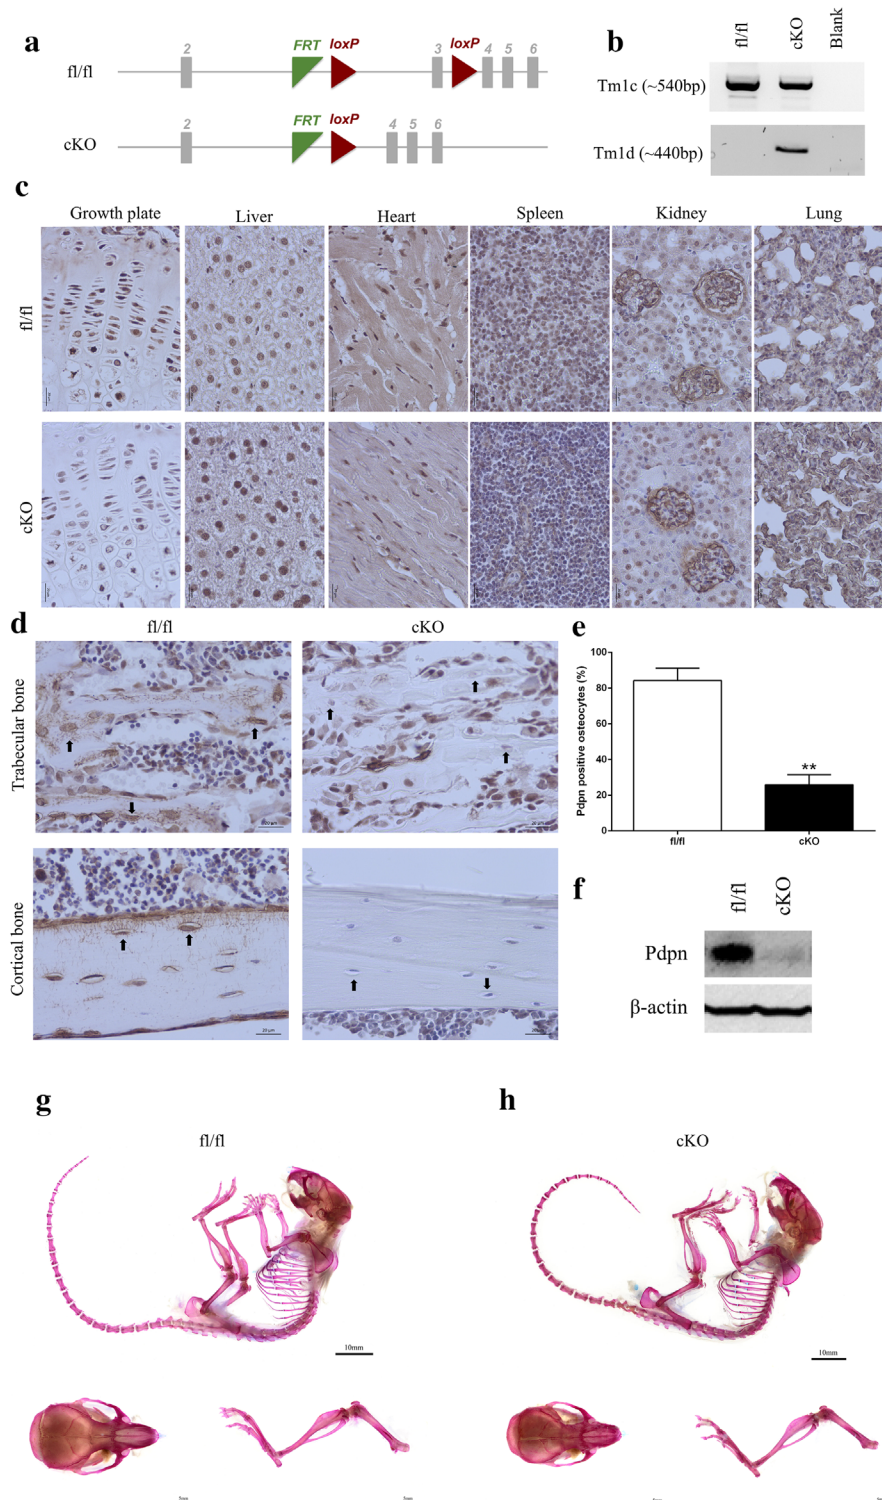 a
fl/fl
2
FRT
loxP
3
loxP
4
5
6
cKO
2
FRT
loxP
4
5
6
b
fl/fl
cKO
Blank
Tm1c (~540bp)
Tm1d (~440bp)
c
Growth plate
Liver
Heart
Spleen
Kidney
Lung
fl/fl
cKO
d
fl/fl
cKO
Trabecular bone
Cortical bone
20 µm
e
Pdpn positive osteocytes (%)
100
80
60
40
20
0
**
fl/fl
cKO
f
fl/fl
cKO
Pdpn
β-actin
g
fl/fl
10mm
h
cKO
10mm